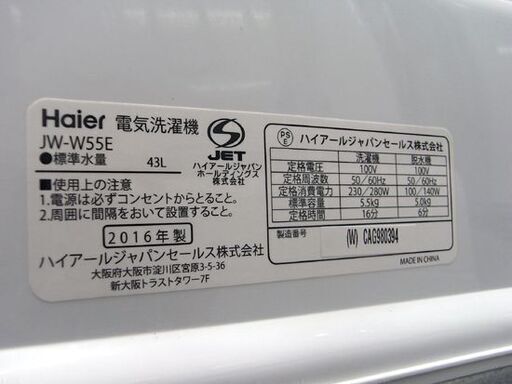 Haier 電気洗濯機
JW-W55E
●標準水量 43L
S
JET
ハイアールジャパン
ホールディングス
株式会社
■使用上の注意
1.電源は必ずコンセントからとること。
2.周囲に間隔をおいて設置すること。
2016年製
ハイアールジャパンセールス株式会社
大阪府大阪市淀川区宮原3-5-36
新大阪トラストタワー7F
PS
E
ハイアールジャパンセールス株式会社
洗濯機 脱水機
定格電圧 100V 100V
定格周波数 50/60Hz 50/60Hz
定格消費電力 230/280W 100/140W
標準容量 5.5kg 5.0kg
定格時間 16分 6分
製造番号 (W) CAG980394
MADE IN CHINA